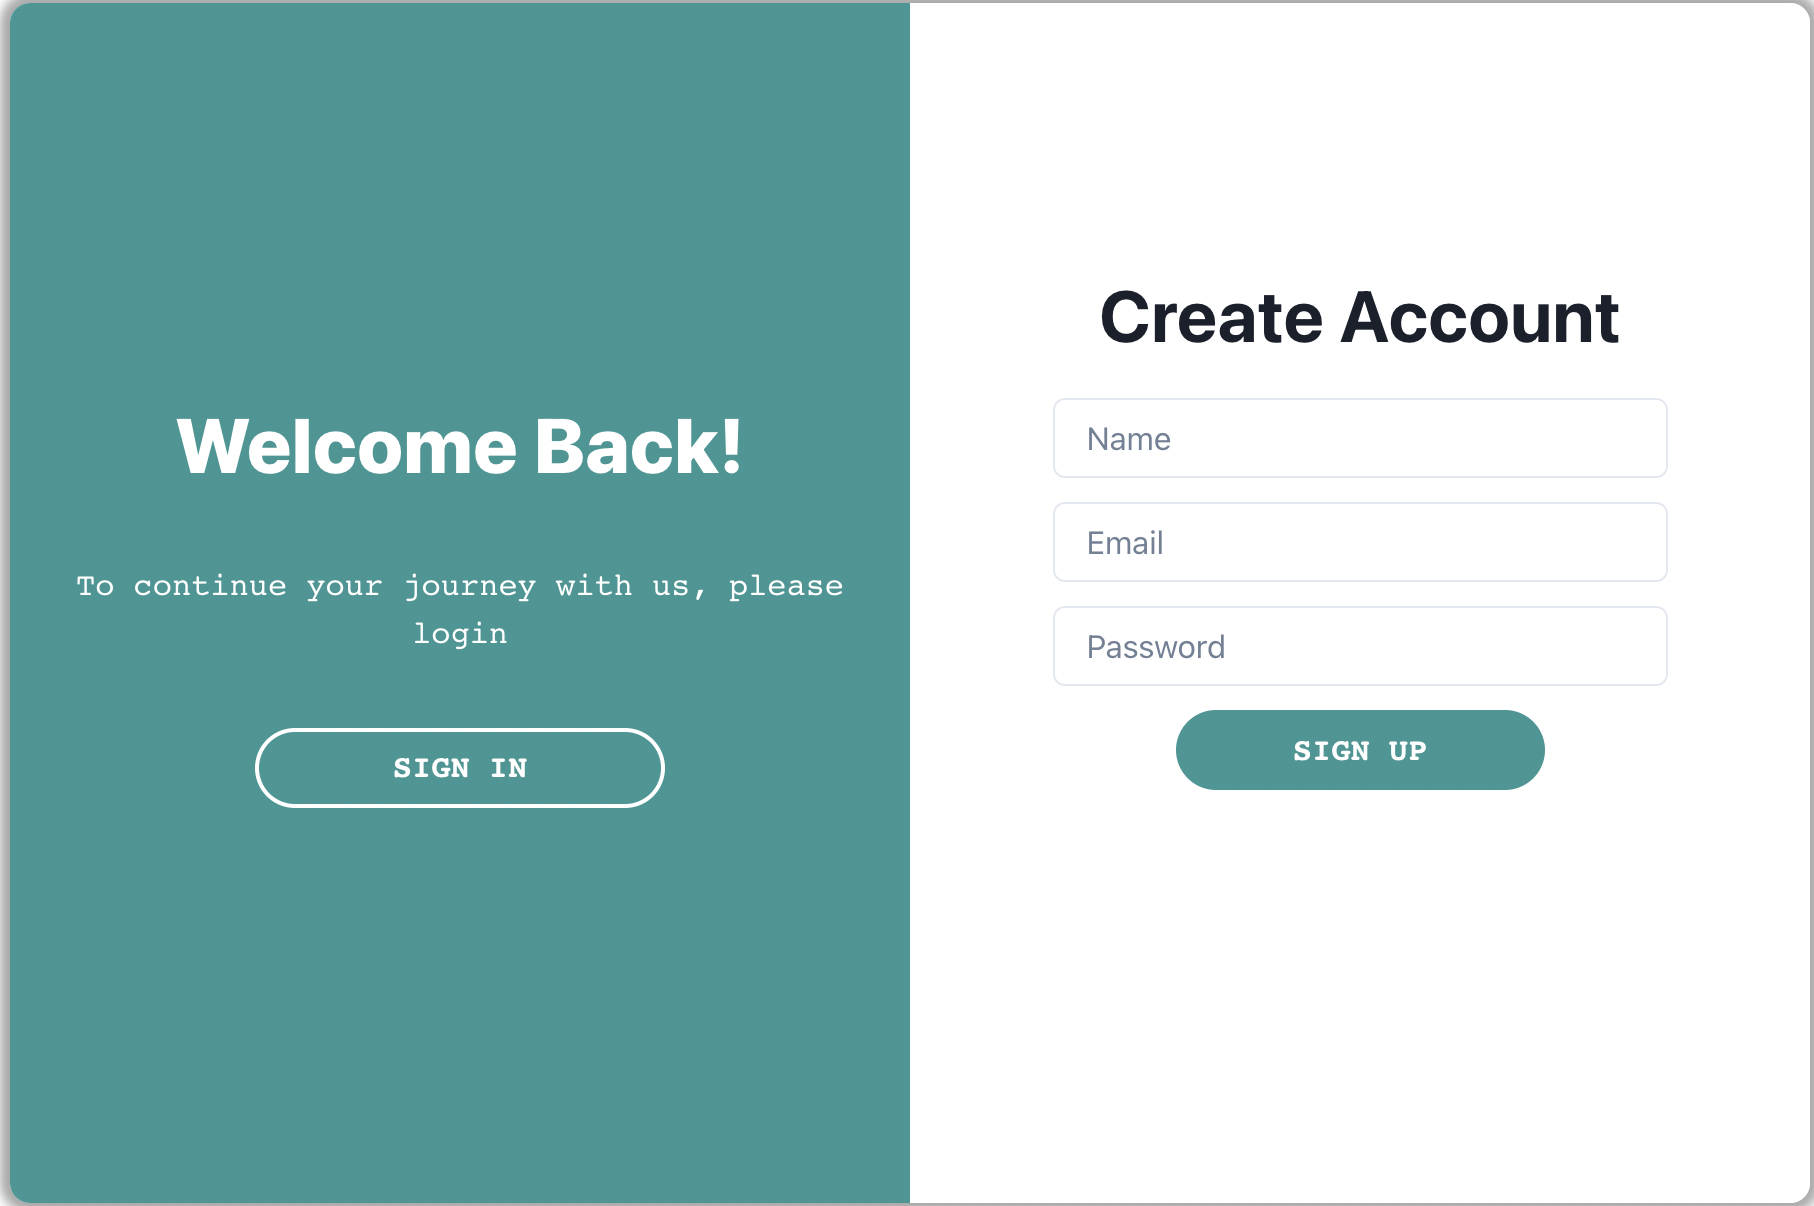 Welcome Back!
To continue your journey with us, please
login
SIGN IN
Create Account
Name
Email
Password
SIGN UP